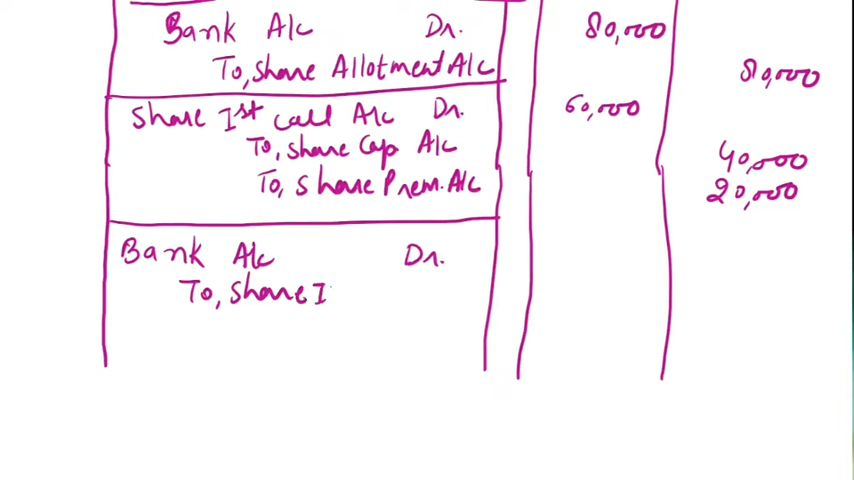 Bank A/c Dr. 80,000
To, share Allotment A/c 80,000
Share Ist call A/c Dr. 60,000
To, share Cap. A/c 40,000
To, share Prem. A/c 20,000
Bank A/c Dr.
To, share I